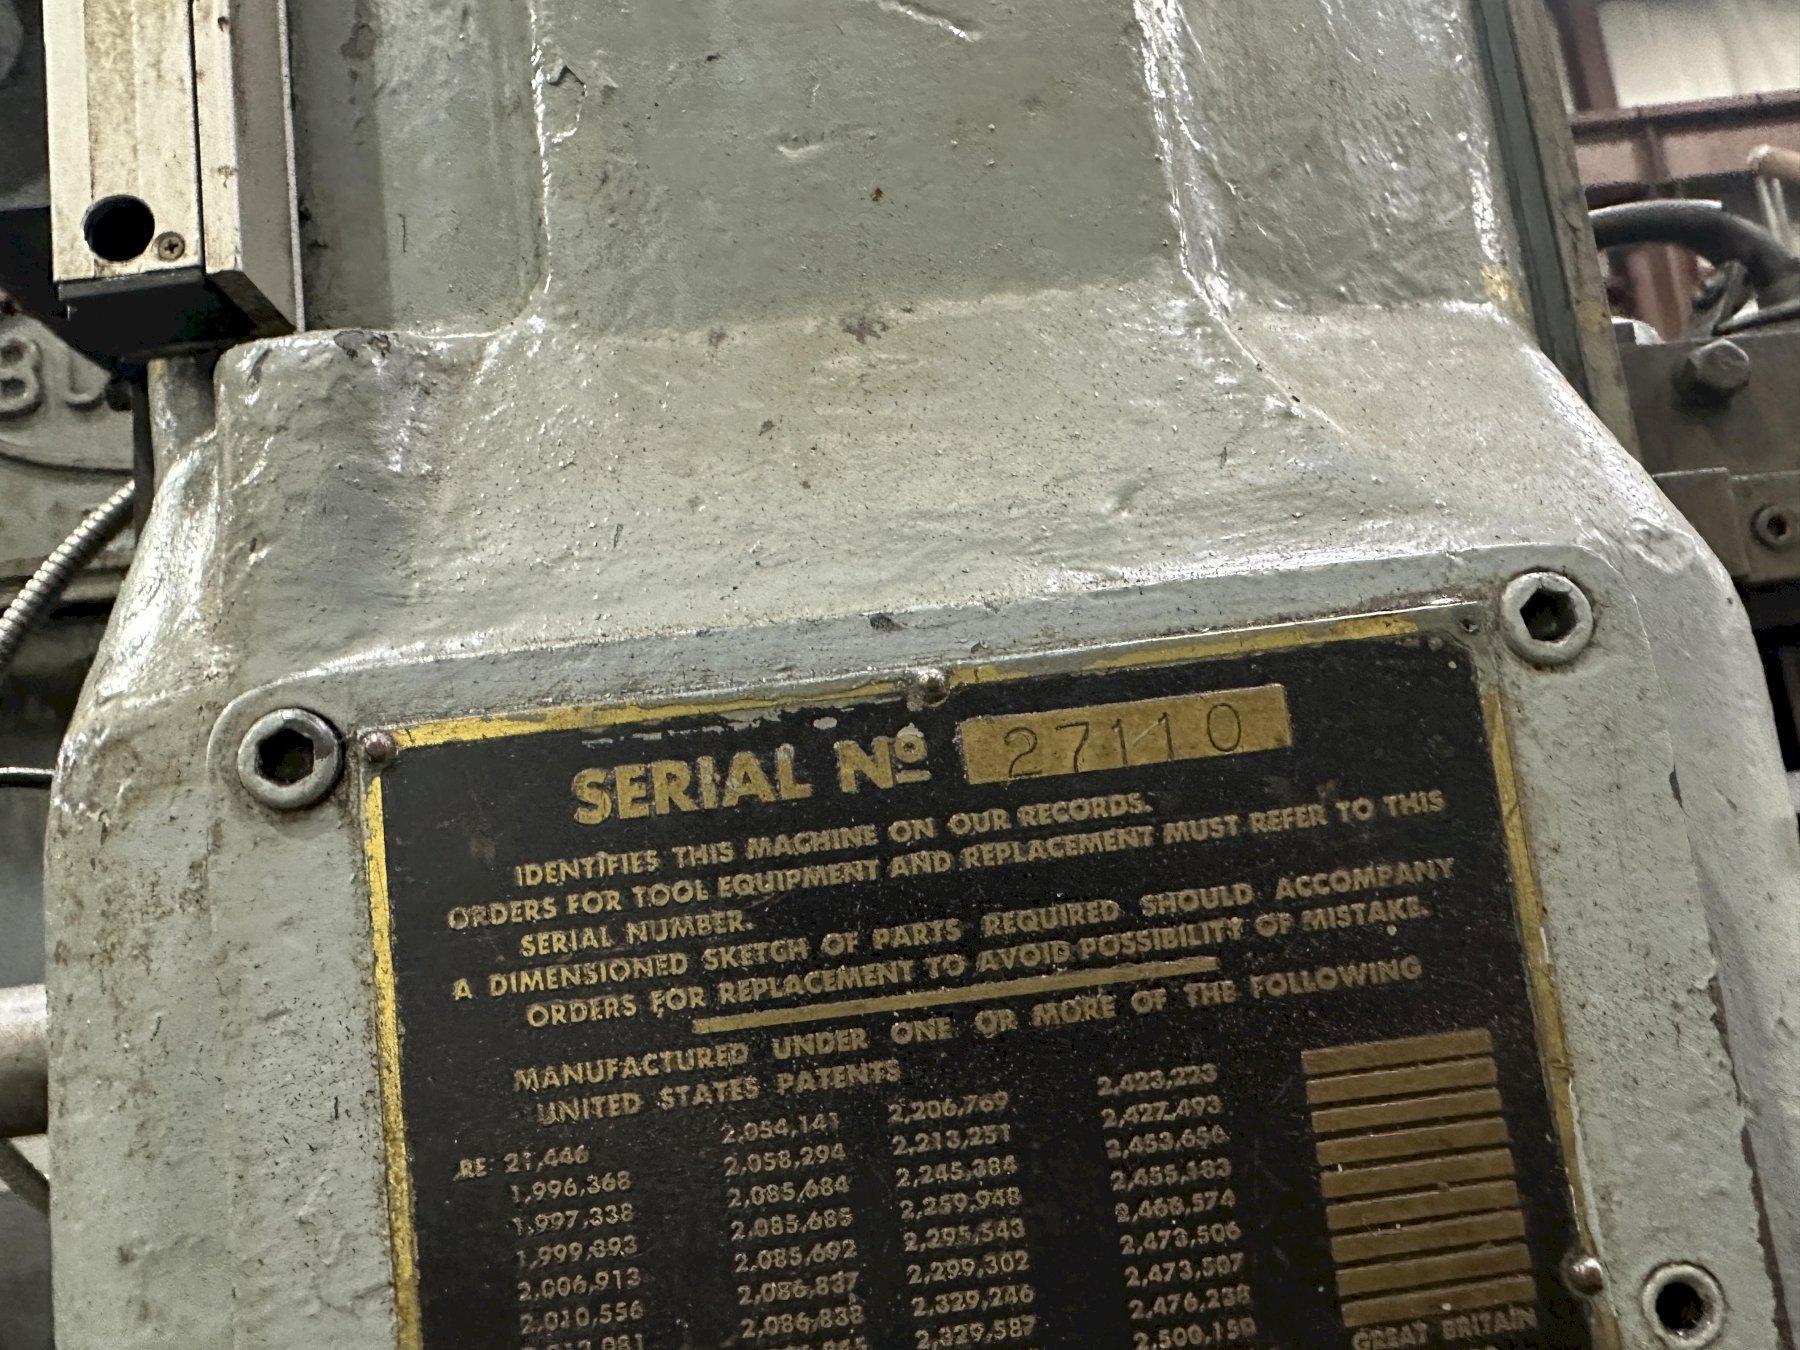 BL
SERIAL Nº 27110
IDENTIFIES THIS MACHINE ON OUR RECORDS.
ORDERS FOR TOOL EQUIPMENT AND REPLACEMENT MUST REFER TO THIS
SERIAL NUMBER.
A DIMENSIONED SKETCH OF PARTS REQUIRED SHOULD ACCOMPANY
ORDERS FOR REPLACEMENT TO AVOID POSSIBILITY OF MISTAKE.
MANUFACTURED UNDER ONE OR MORE OF THE FOLLOWING
UNITED STATES PATENTS
RE 21,446 2,054,141 2,206,769 2,423,223
1,996,368 2,058,294 2,213,251 2,427,493
1,997,338 2,085,684 2,245,384 2,453,656
1,999,393 2,085,685 2,259,948 2,455,183
2,006,913 2,085,692 2,295,543 2,468,574
2,010,556 2,086,837 2,299,302 2,473,506
2,086,838 2,329,246 2,473,507
2,329,587 2,476,238
2,500,159
GREAT BRITAIN